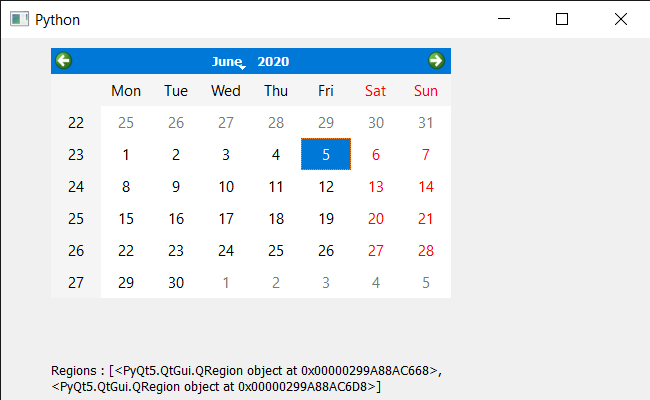 Python
June 2020
Mon Tue Wed Thu Fri Sat Sun
22 25 26 27 28 29 30 31
23 1 2 3 4 5 6 7
24 8 9 10 11 12 13 14
25 15 16 17 18 19 20 21
26 22 23 24 25 26 27 28
27 29 30 1 2 3 4 5
Regions : [<PyQt5.QtGui.QRegion object at 0x00000299A88AC668>,
<PyQt5.QtGui.QRegion object at 0x00000299A88AC6D8>]